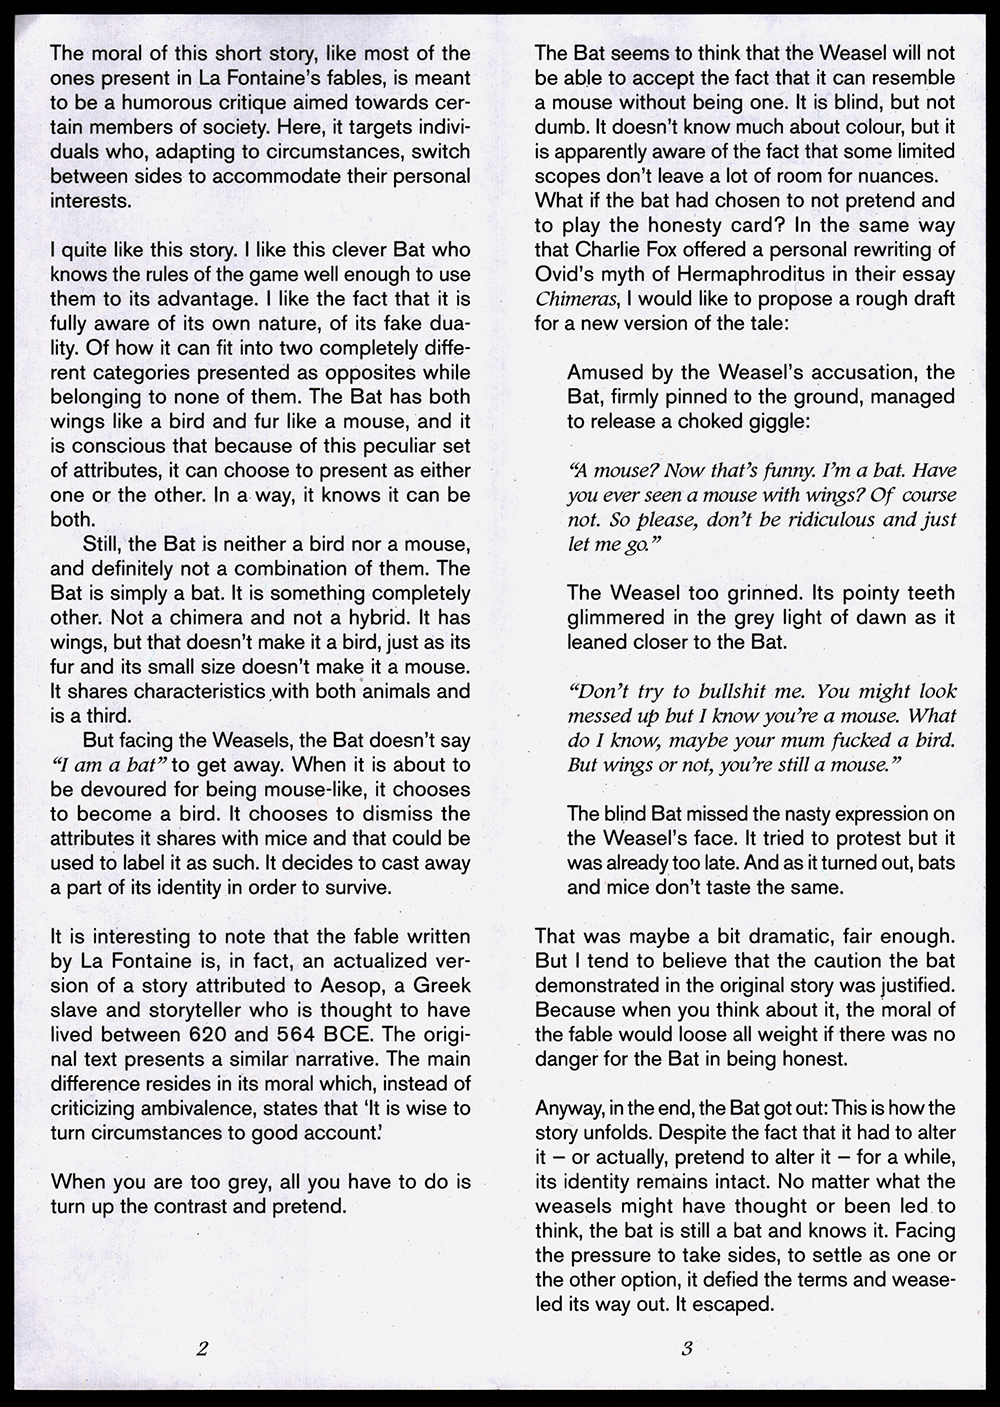 The moral of this short story, like most of the
ones present in La Fontaine's fables, is meant
to be a humorous critique aimed towards cer-
tain members of society. Here, it targets indivi-
duals who, adapting to circumstances, switch
between sides to accommodate their personal
interests.
I quite like this story. I like this clever Bat who
knows the rules of the game well enough to use
them to its advantage. I like the fact that it is
fully aware of its own nature, of its fake dua-
lity. Of how it can fit into two completely diffe-
rent categories presented as opposites while
belonging to none of them. The Bat has both
wings like a bird and fur like a mouse, and it
is conscious that because of this peculiar set
of attributes, it can choose to present as either
one or the other. In a way, it knows it can be
both.
Still, the Bat is neither a bird nor a mouse,
and definitely not a combination of them. The
Bat is simply a bat. It is something completely
other. Not a chimera and not a hybrid. It has
wings, but that doesn't make it a bird, just as its
fur and its small size doesn't make it a mouse.
It shares characteristics with both animals and
is a third.
But facing the Weasels, the Bat doesn't say
“I am a bat” to get away. When it is about to
be devoured for being mouse-like, it chooses
to become a bird. It chooses to dismiss the
attributes it shares with mice and that could be
used to label it as such. It decides to cast away
a part of its identity in order to survive.
It is interesting to note that the fable written
by La Fontaine is, in fact, an actualized ver-
sion of a story attributed to Aesop, a Greek
slave and storyteller who is thought to have
lived between 620 and 564 BCE. The origi-
nal text presents a similar narrative. The main
difference resides in its moral which, instead of
criticizing ambivalence, states that ‘It is wise to
turn circumstances to good account.’
When you are too grey, all you have to do is
turn up the contrast and pretend.
2
The Bat seems to think that the Weasel will not
be able to accept the fact that it can resemble
a mouse without being one. It is blind, but not
dumb. It doesn't know much about colour, but it
is apparently aware of the fact that some limited
scopes don't leave a lot of room for nuances.
What if the bat had chosen to not pretend and
to play the honesty card? In the same way
that Charlie Fox offered a personal rewriting of
Ovid's myth of Hermaphroditus in their essay
Chimeras, I would like to propose a rough draft
for a new version of the tale:
Amused by the Weasel's accusation, the
Bat, firmly pinned to the ground, managed
to release a choked giggle:
“A mouse? Now that's funny. I'm a bat. Have
you ever seen a mouse with wings? Of course
not. So please, don't be ridiculous and just
let me go.”
The Weasel too grinned. Its pointy teeth
glimmered in the grey light of dawn as it
leaned closer to the Bat.
“Don't try to bullshit me. You might look
messed up but I know you're a mouse. What
do I know, maybe your mum fucked a bird.
But wings or not, you're still a mouse.”
The blind Bat missed the nasty expression on
the Weasel's face. It tried to protest but it
was already too late. And as it turned out, bats
and mice don't taste the same.
That was maybe a bit dramatic, fair enough.
But I tend to believe that the caution the bat
demonstrated in the original story was justified.
Because when you think about it, the moral of
the fable would loose all weight if there was no
danger for the Bat in being honest.
Anyway, in the end, the Bat got out: This is how the
story unfolds. Despite the fact that it had to alter
it – or actually, pretend to alter it – for a while,
its identity remains intact. No matter what the
weasels might have thought or been led to
think, the bat is still a bat and knows it. Facing
the pressure to take sides, to settle as one or
the other option, it defied the terms and wease-
led its way out. It escaped.
3